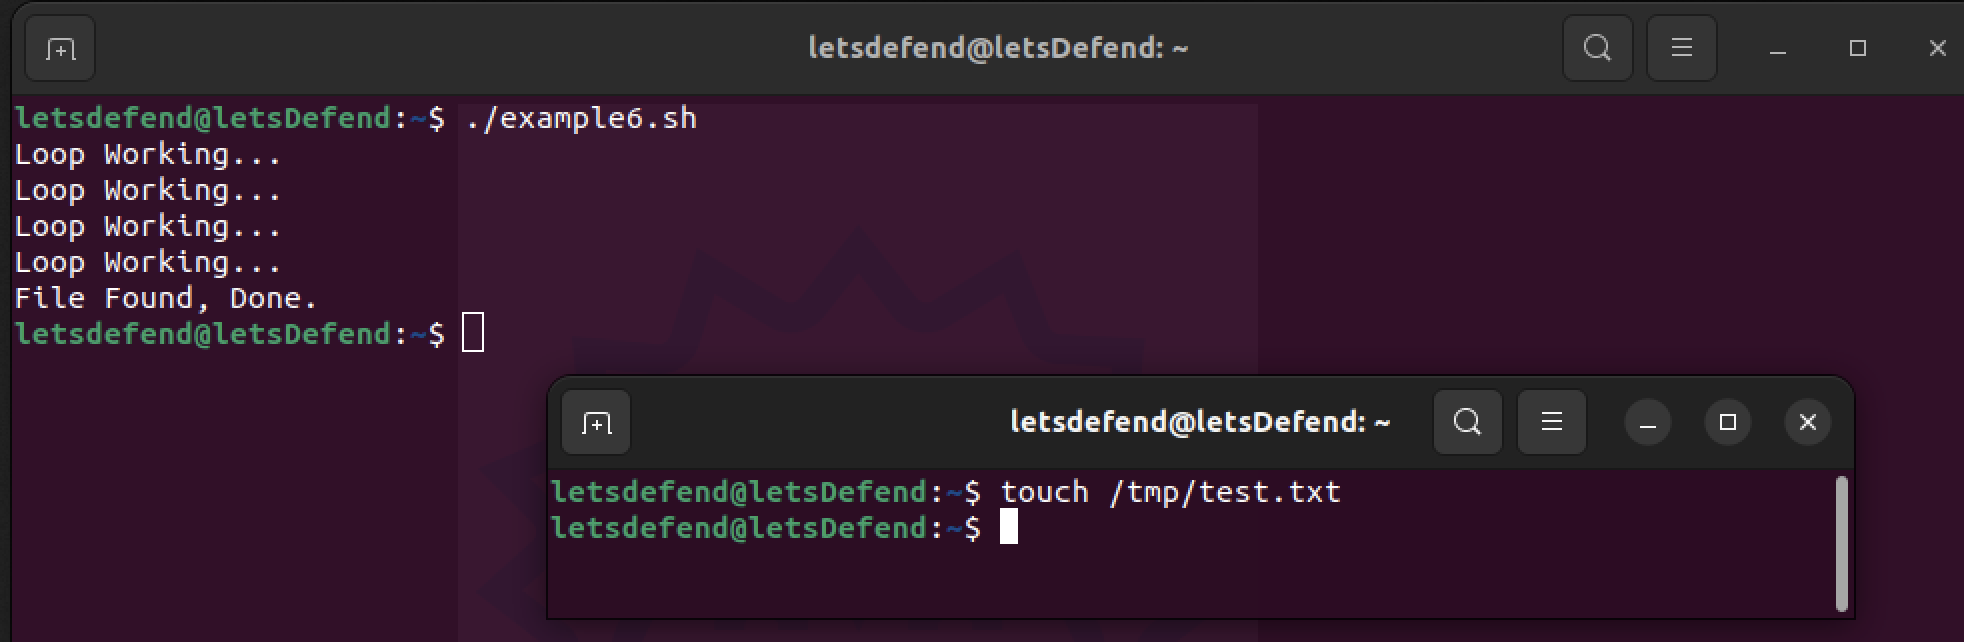 letsdefend@letsDefend: ~
letsdefend@letsDefend:~$ ./example6.sh
Loop Working...
Loop Working...
Loop Working...
Loop Working...
File Found, Done.
letsdefend@letsDefend:~$
letsdefend@letsDefend: ~
letsdefend@letsDefend:~$ touch /tmp/test.txt
letsdefend@letsDefend:~$